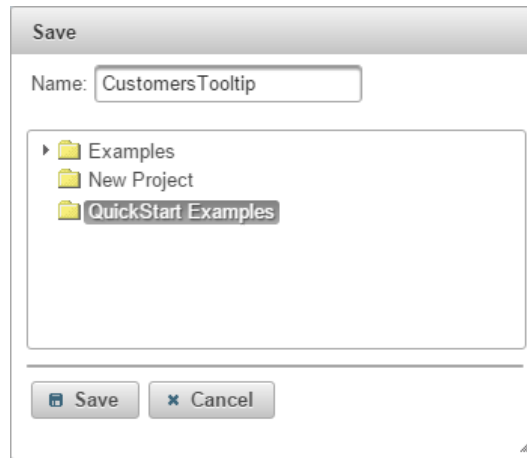 Save
Name: CustomersTooltip
Examples
New Project
QuickStart Examples
Save Cancel